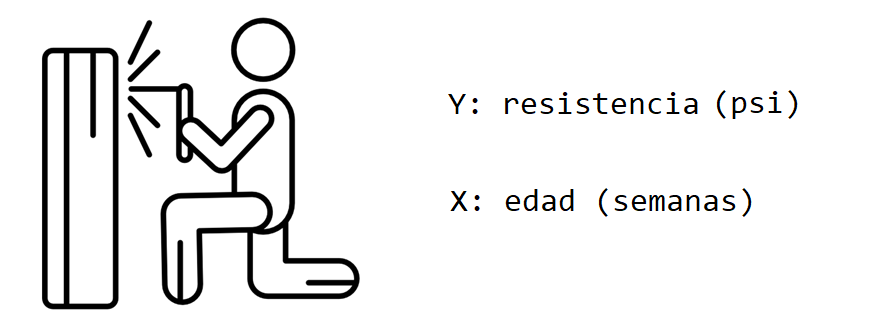 Y: resistencia (psi)
X: edad (semanas)